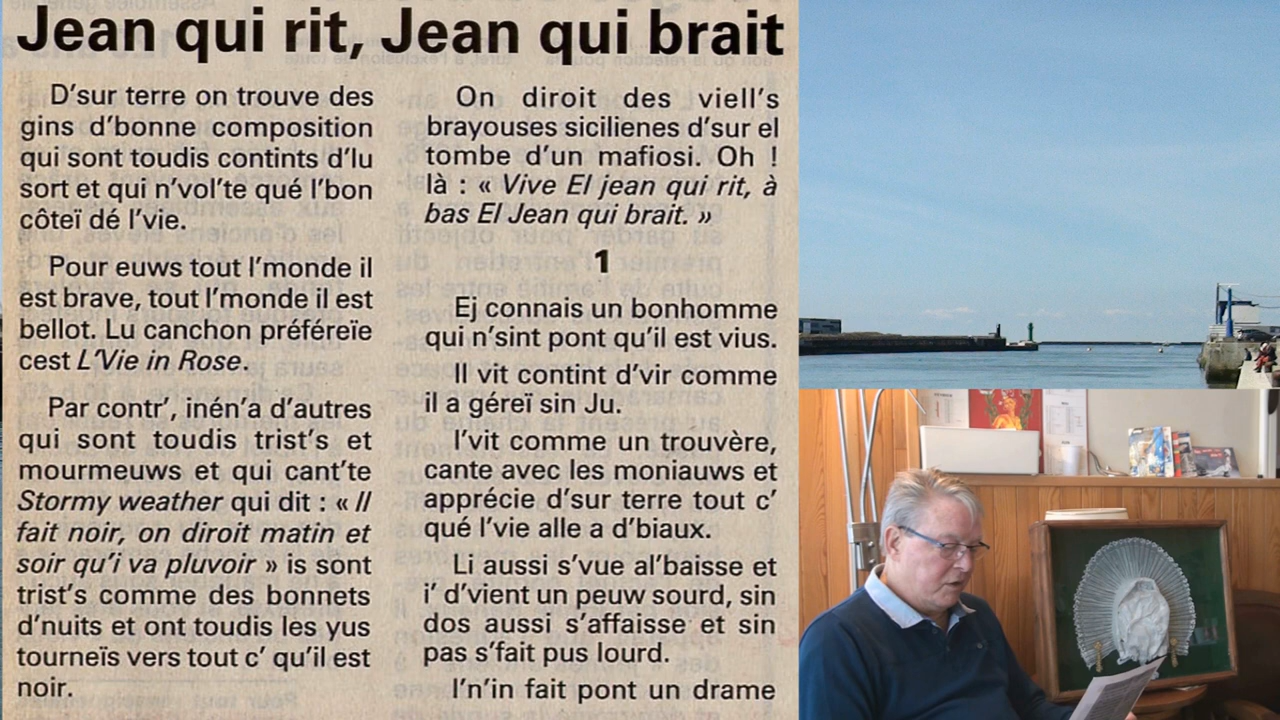 Jean qui rit, Jean qui brait
D'sur terre on trouve des
gins d'bonne composition
qui sont toudis contints d'lu
sort et qui n'vol'te qué l'bon
côteï dé l'vie.
Pour euws tout l'monde il
est brave, tout l'monde il est
bellot. Lu canchon préféreïe
cest L'Vie in Rose.
Par contr', inén'a d'autres
qui sont toudis trist's et
mourmeuws et qui cant'te
Stormy weather qui dit : « Il
fait noir, on diroit matin et
soir qu'i va pluvoir » is sont
trist's comme des bonnets
d'nuits et ont toudis les yus
tourneïs vers tout c' qu'il est
noir.
On diroit des viell's
brayouses sicilienes d'sur el
tombe d'un mafiosi. Oh !
là : « Vive El jean qui rit, à
bas El Jean qui brait. »
1
Ej connais un bonhomme
qui n'sint pont qu'il est vius.
Il vit contint d'vir comme
il a géreï sin Ju.
I'vit comme un trouvère,
cante avec les moniauws et
apprécie d'sur terre tout c'
qué l'vie alle a d'biaux.
Li aussi s'vue al'baisse et
i' d'vient un peuw sourd, sin
dos aussi s'affaisse et sin
pas s'fait pus lourd.
I'n'in fait pont un drame